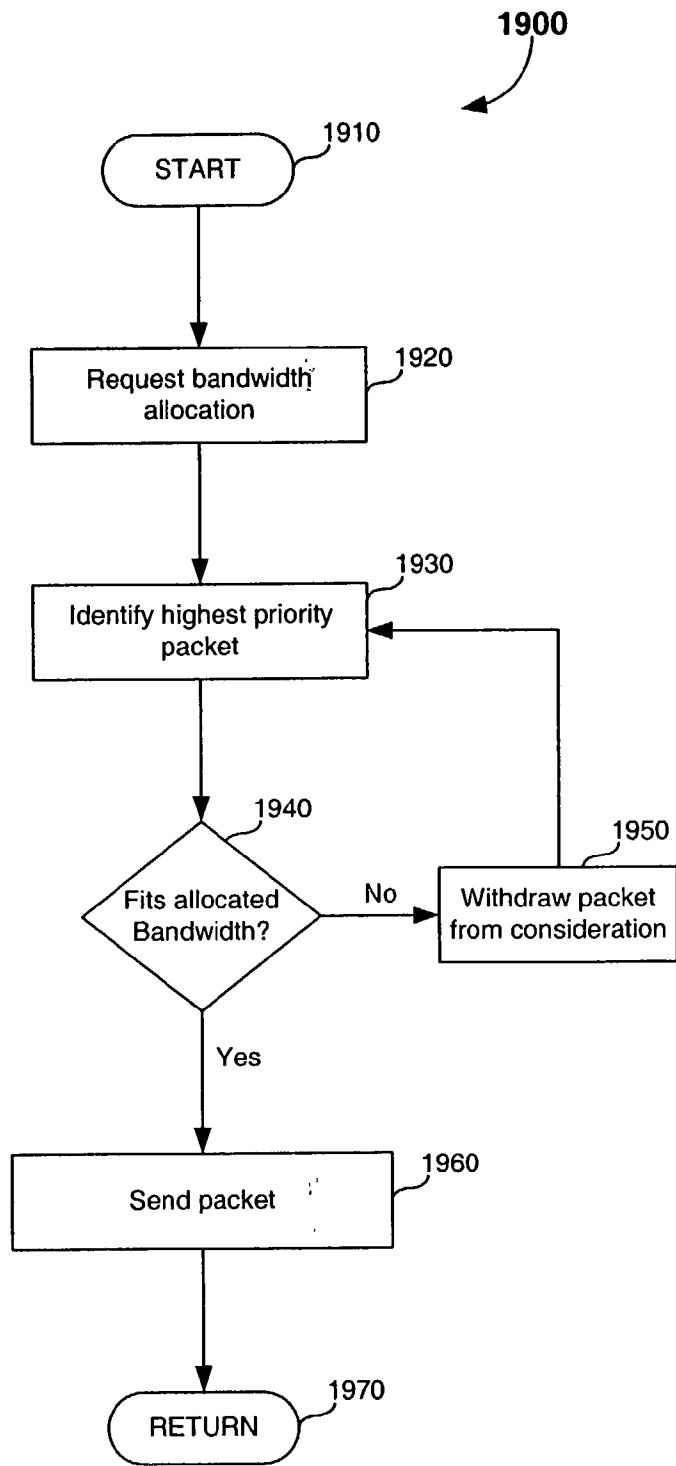 1900
1910
START
Request bandwidth
allocation
1920
1930
Identify highest priority
packet
1940
Fits allocated
Bandwidth?
No
1950
Withdraw packet
from consideration
Yes
1960
Send packet
1970
RETURN